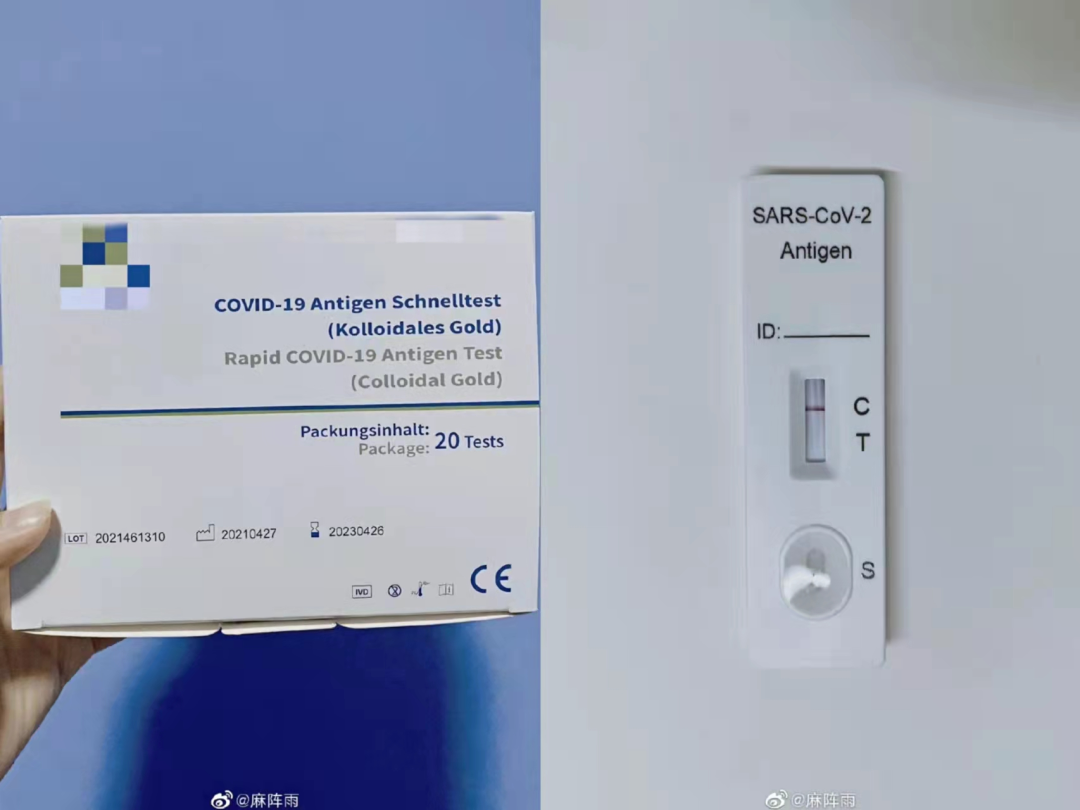 COVID-19 Antigen Schnelltest
(Kolloidales Gold)
Rapid COVID-19 Antigen Test
(Colloidal Gold)
Packungsinhalt:
Package: 20 Tests
LOT 2021461310 20210427 20230426
IVD
CE
@麻阵雨
SARS-CoV-2
Antigen
ID:
C
T
S
@麻阵雨